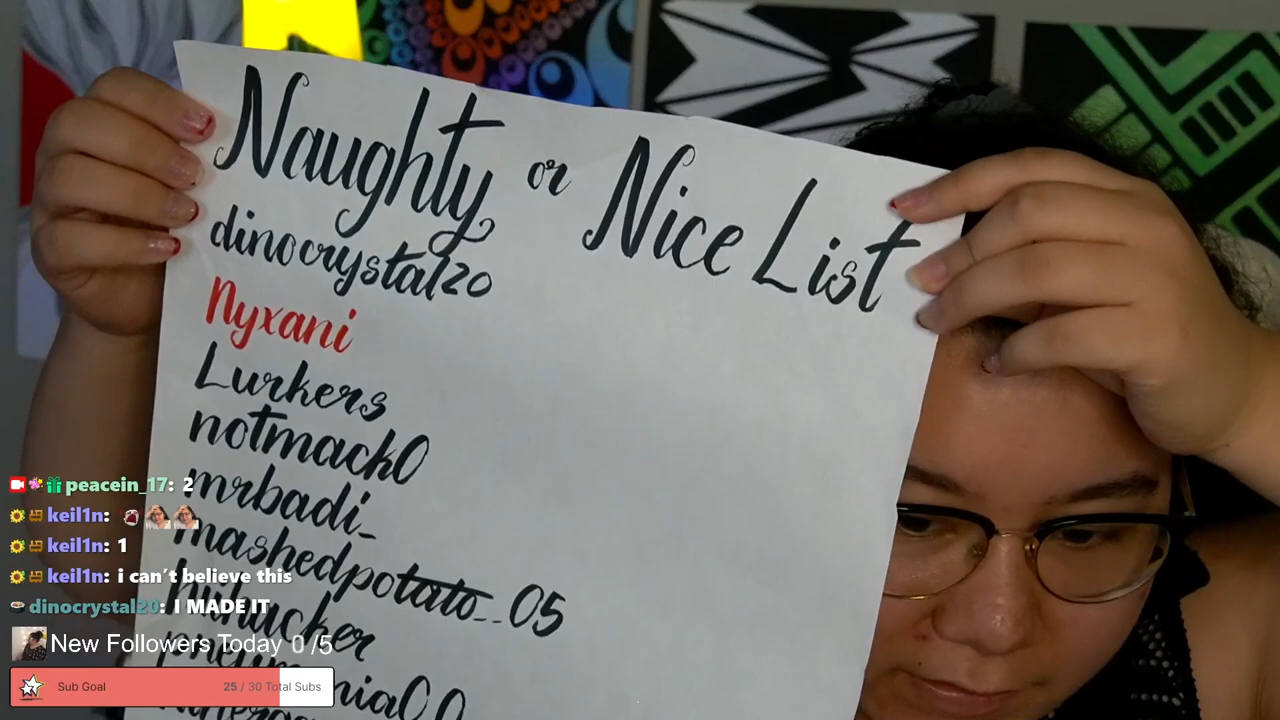 Naughty or Nice List
dinocrystal20
Nyxani
Lurkers
notmack0
mrbadi_
mashedpotato_05
peacein_17: 2
keil1n:
keil1n: 1
keil1n: i can't believe this
dinocrystal20: I MADE IT
New Followers Today 0/5
Sub Goal 25 / 30 Total Subs